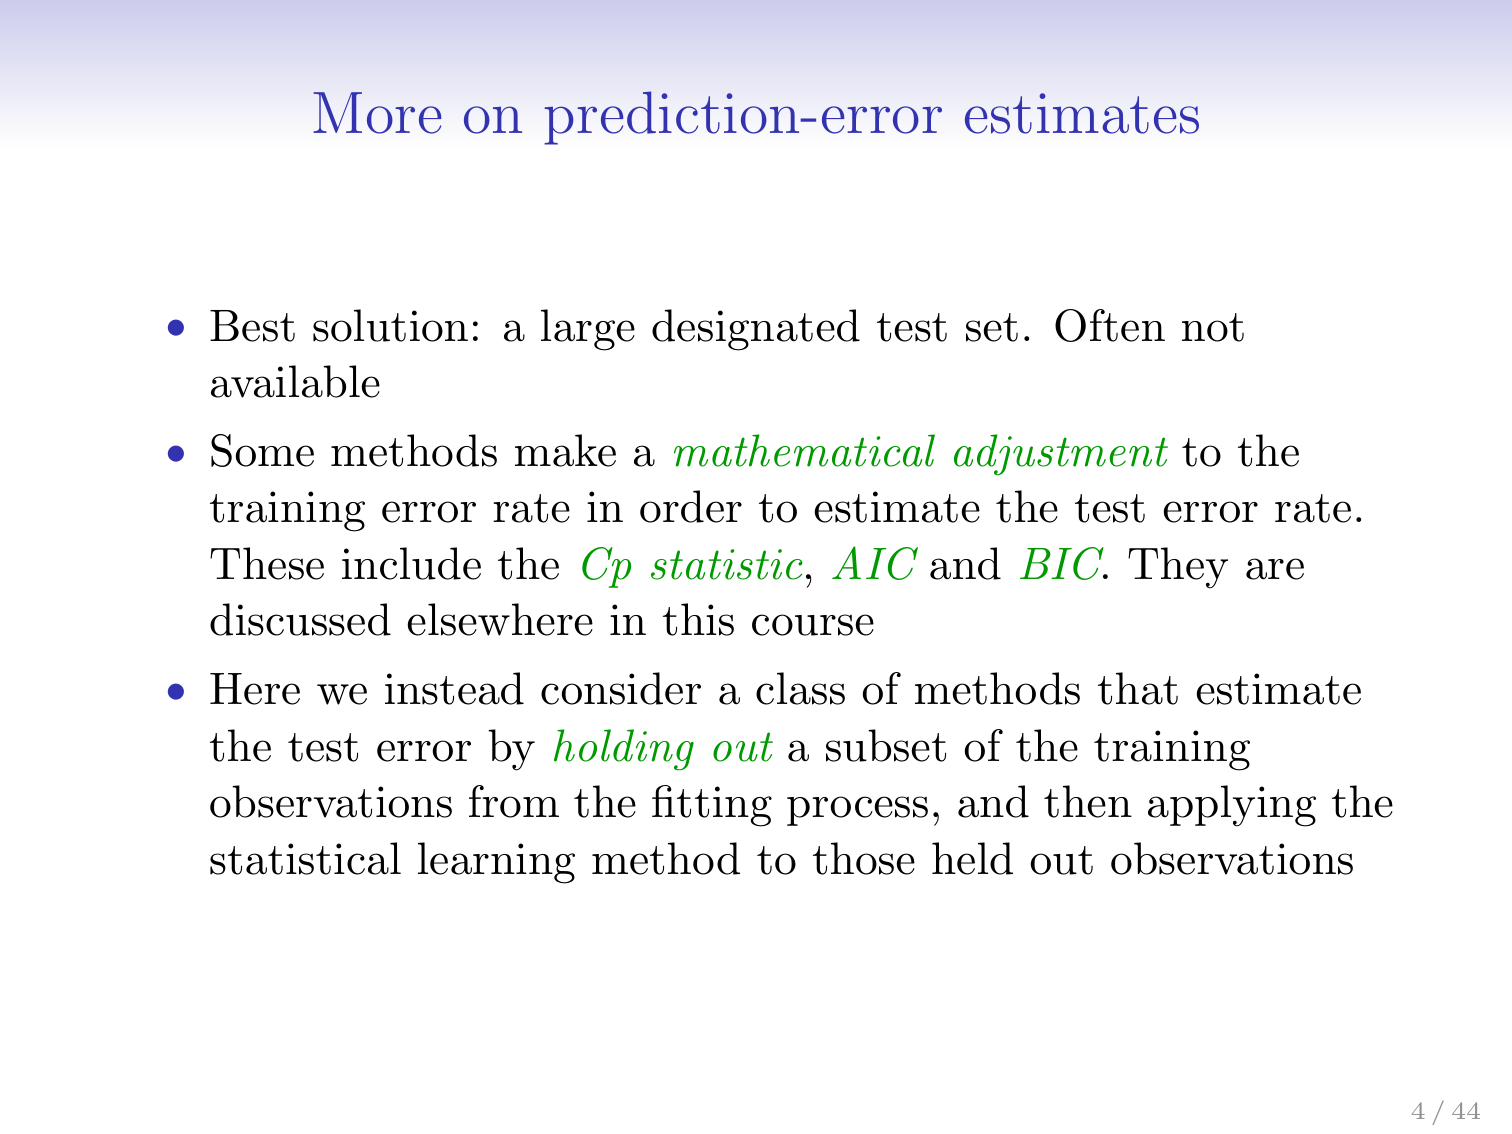 More on prediction-error estimates
• Best solution: a large designated test set. Often not
available
• Some methods make a mathematical adjustment to the
training error rate in order to estimate the test error rate.
These include the Cp statistic, AIC and BIC. They are
discussed elsewhere in this course
• Here we instead consider a class of methods that estimate
the test error by holding out a subset of the training
observations from the fitting process, and then applying the
statistical learning method to those held out observations
4 / 44